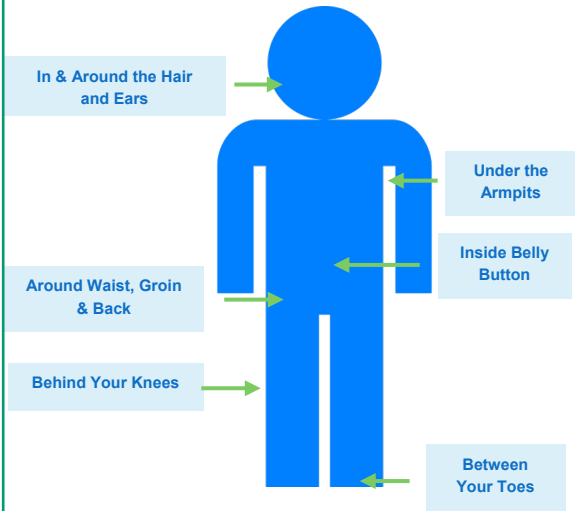 In & Around the Hair
and Ears
Under the
Armpits
Inside Belly
Button
Around Waist, Groin
& Back
Behind Your Knees
Between
Your Toes